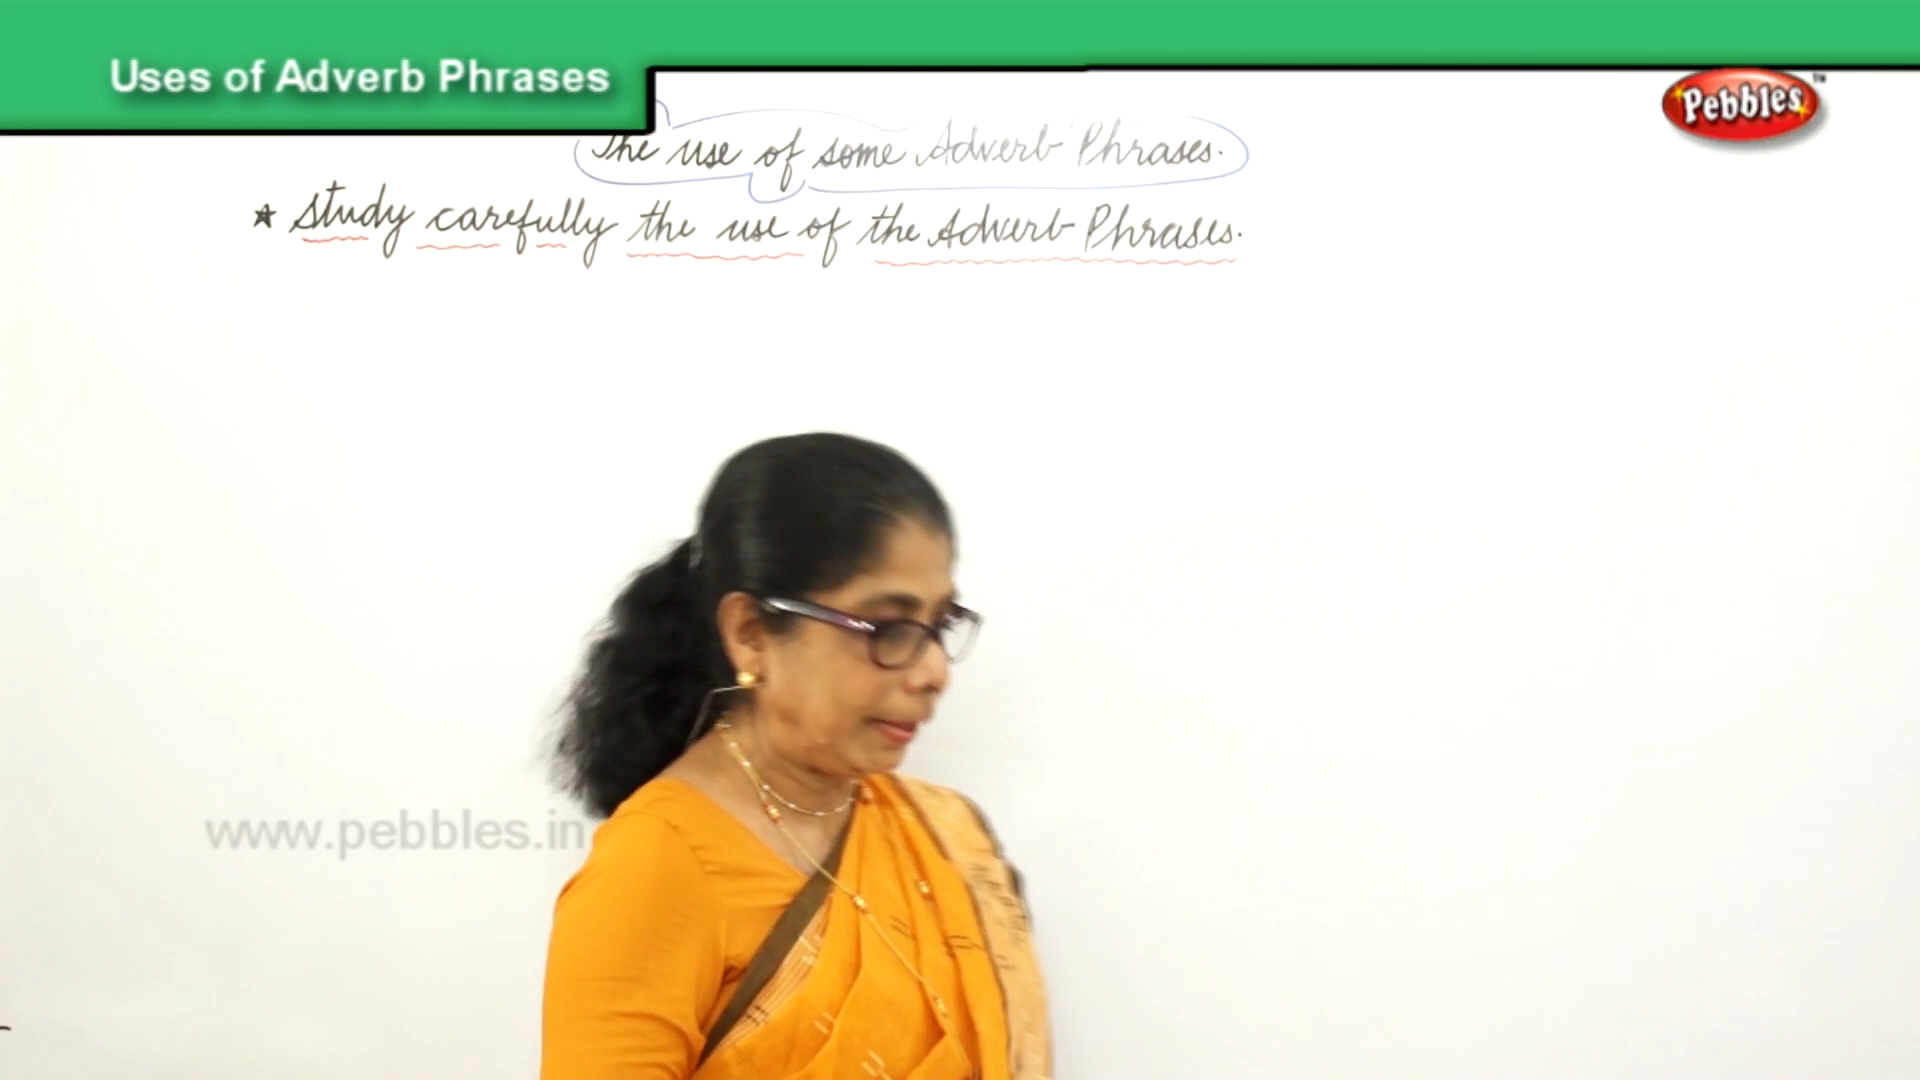 Uses of Adverb Phrases
Pebbles™
The use of some Adverb Phrases.
* study carefully the use of the Adverb Phrases.
www.pebbles.in